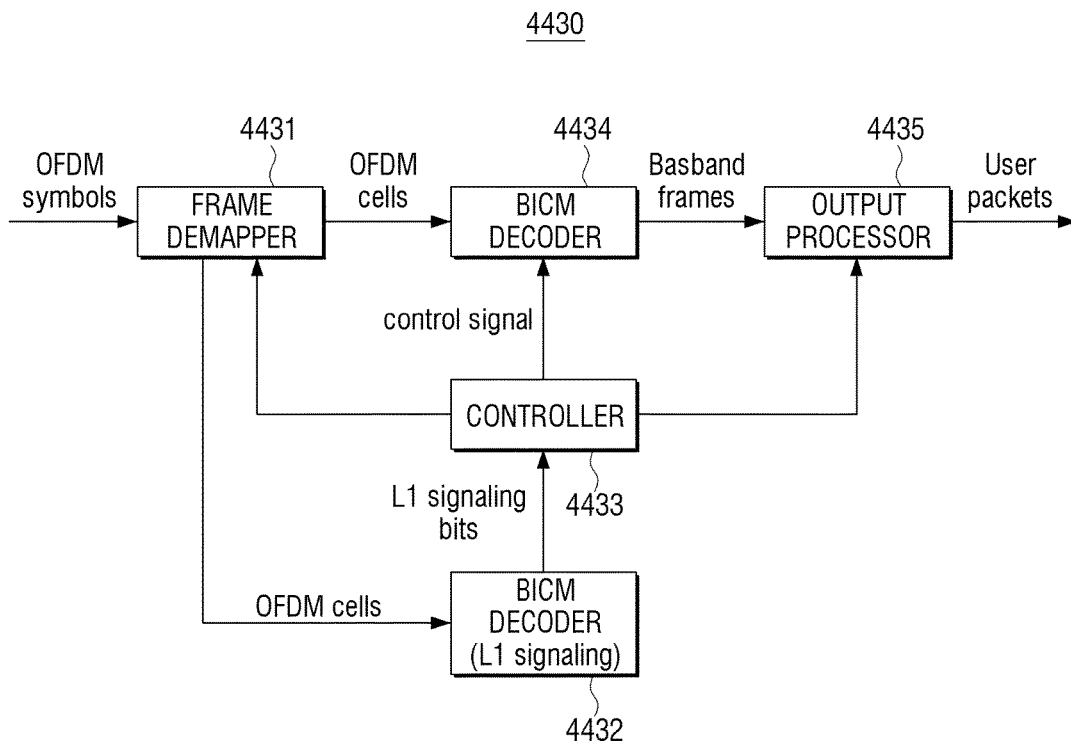 4430
4431
4434
4435
OFDM
symbols
FRAME
DEMAPPER
OFDM
cells
BICM
DECODER
Basband
frames
OUTPUT
PROCESSOR
User
packets
control signal
CONTROLLER
4433
L1 signaling
bits
OFDM cells
BICM
DECODER
(L1 signaling)
4432